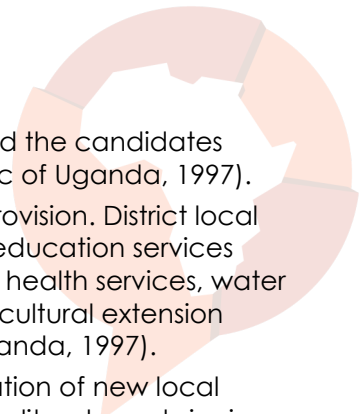 d the candidates
c of Uganda, 1997).
rovision. District local
education services
health services, water
cultural extension
anda, 1997).
ation of new local